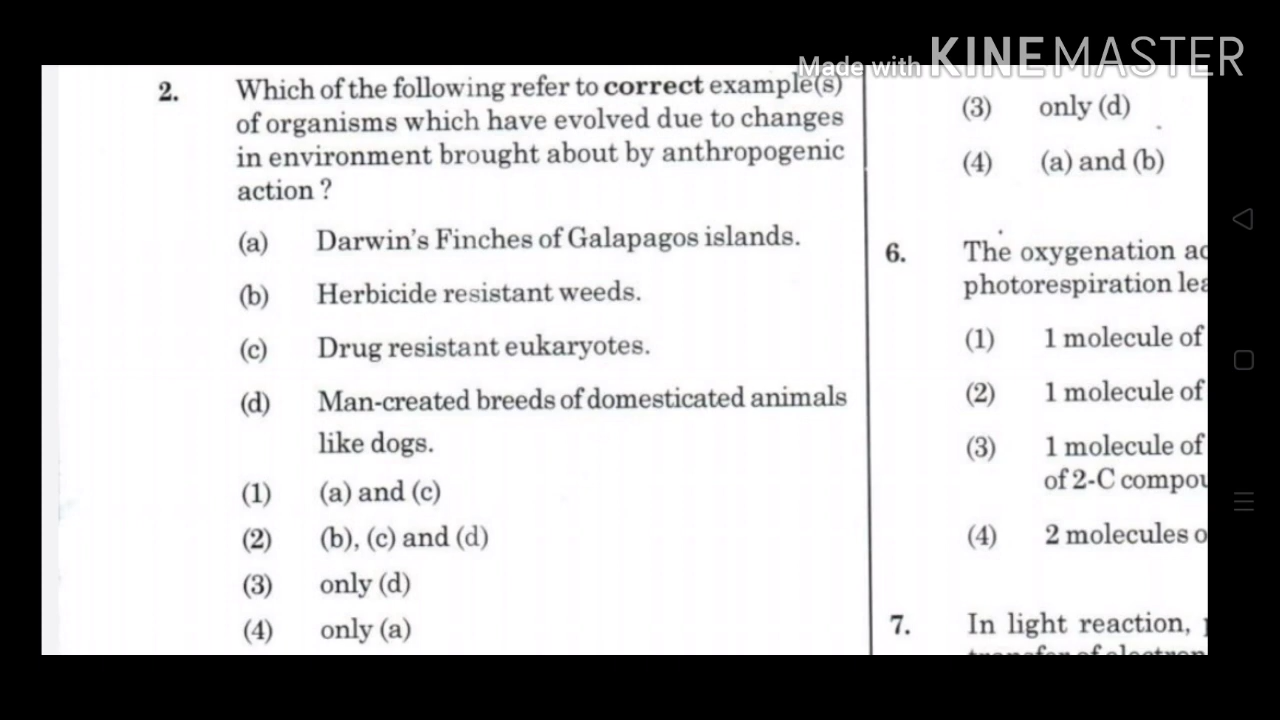 Made with KINEMASTER
2. Which of the following refer to correct example(s)
of organisms which have evolved due to changes
in environment brought about by anthropogenic
action ?
(a) Darwin's Finches of Galapagos islands.
(b) Herbicide resistant weeds.
(c) Drug resistant eukaryotes.
(d) Man-created breeds of domesticated animals
like dogs.
(1) (a) and (c)
(2) (b), (c) and (d)
(3) only (d)
(4) only (a)
(3) only (d)
(4) (a) and (b)
6. The oxygenation
photorespiration
(1) 1 molecule of
(2) 1 molecule of
(3) 1 molecule of
of 2-C
(4) 2 molecules
7. In light reaction,